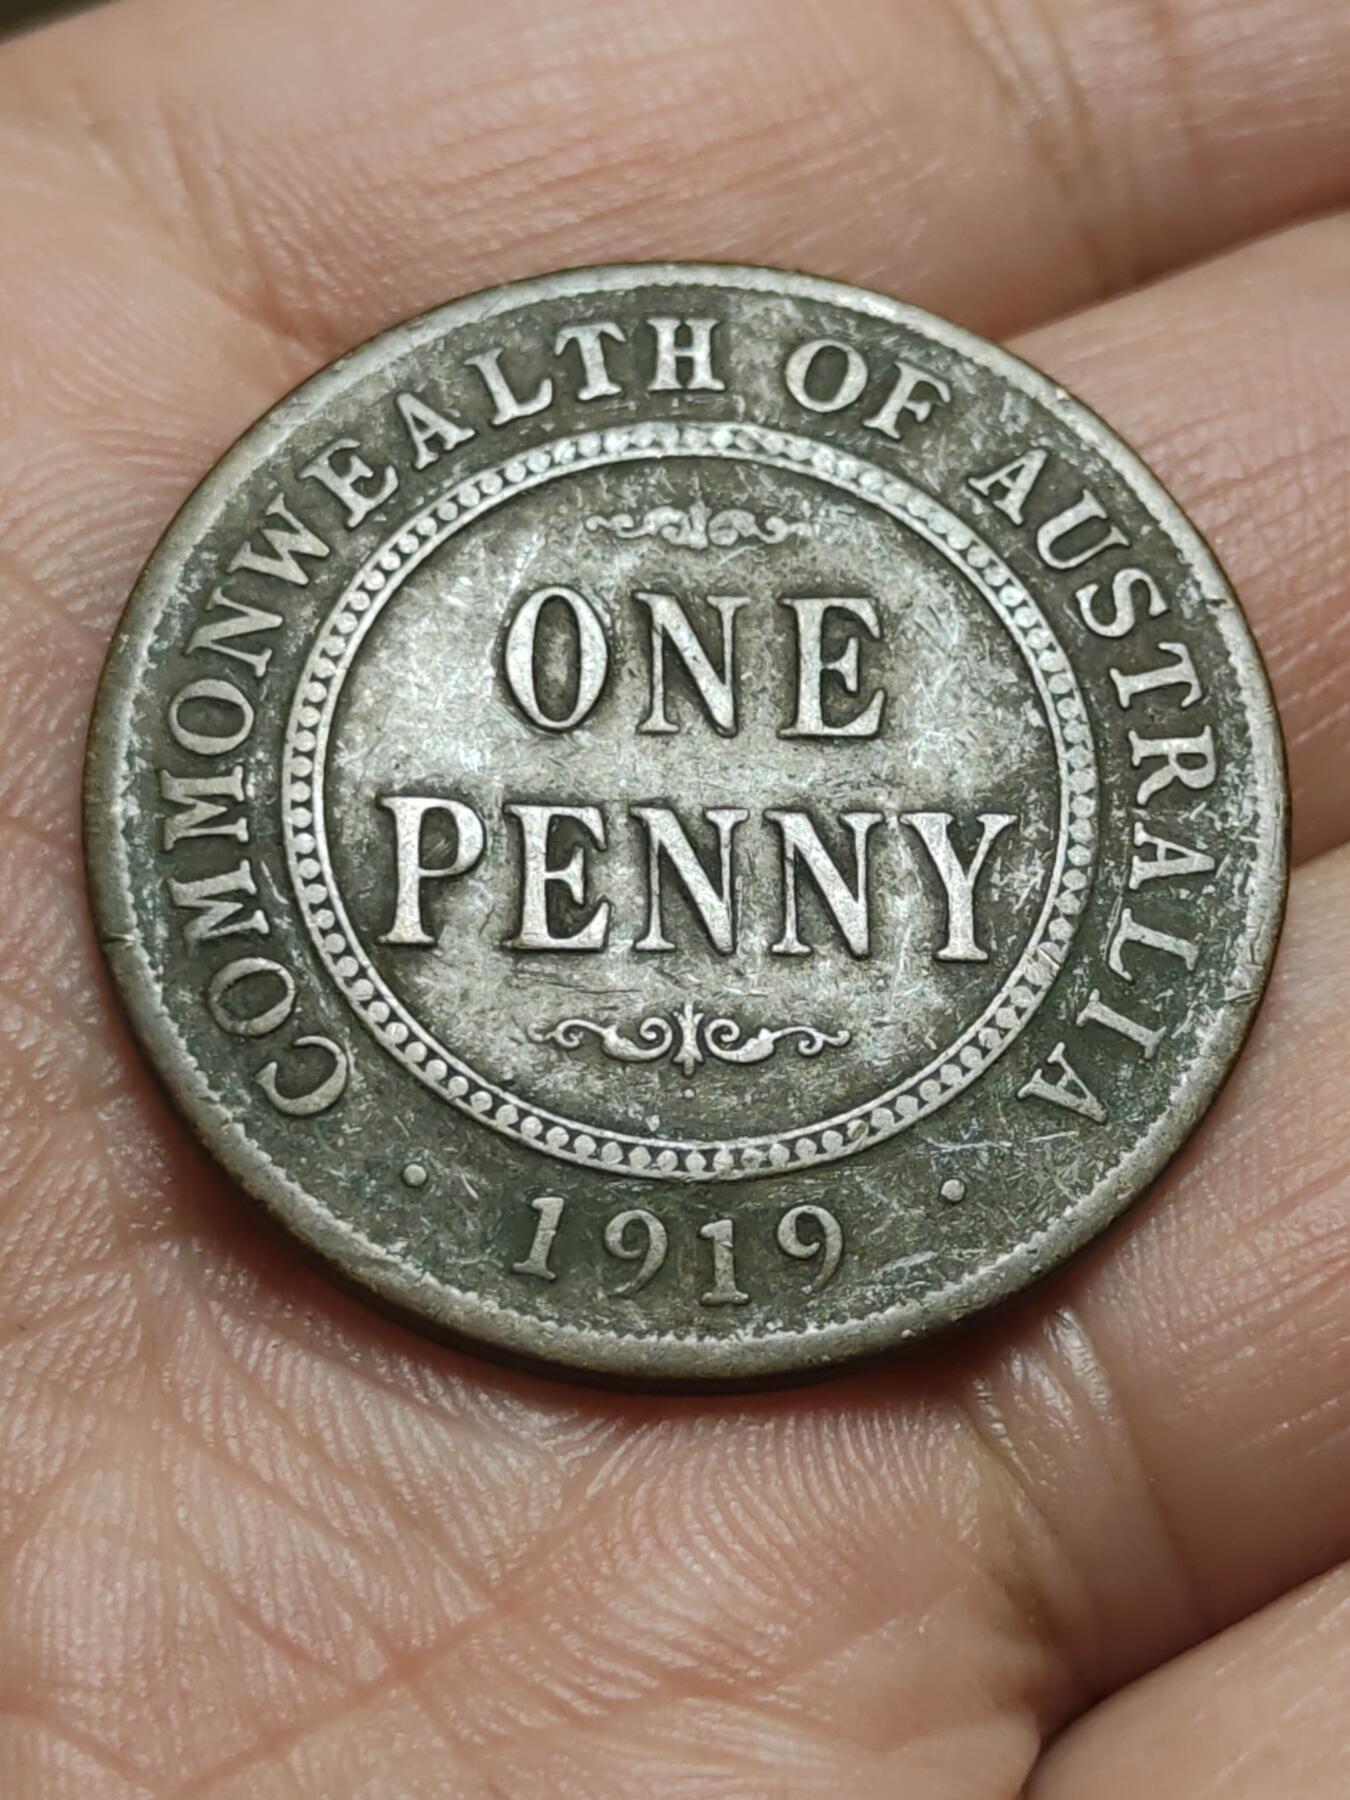 COMMONWEALTH OF AUSTRALIA
ONE
PENNY
· 1919 ·